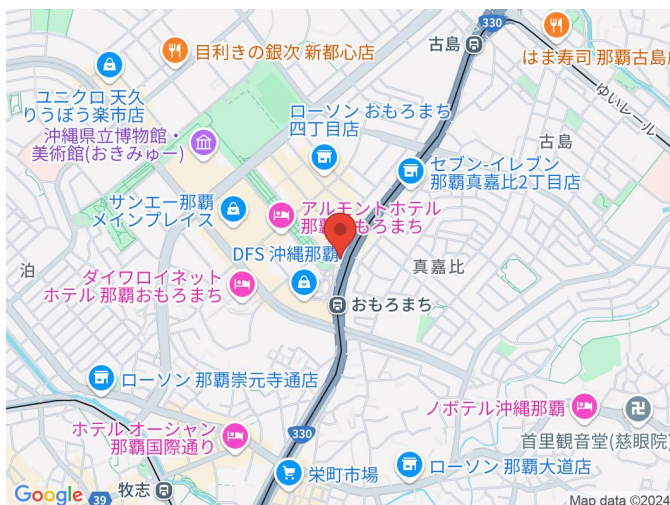 330
古島
はま寿司 那覇古島店
目利きの銀次 新都心店
ユニクロ 天久
りうぼう楽市店
ローソン おもろまち
四丁目店
ゆいレール
古島
沖縄県立博物館・
美術館(おきみゅー)
セブン-イレブン
那覇真嘉比2丁目店
サンエー那覇
メインプレイス
アルモントホテル
那覇おもろまち
泊
DFS 沖縄那覇
真嘉比
ダイワロイネット
ホテル 那覇おもろまち
おもろまち
ローソン 那覇崇元寺通店
ノボテル沖縄那覇
ホテル オーシャン
那覇国際通り
330
首里観音堂(慈眼院)
栄町市場
ローソン 那覇大道店
牧志
39
Google
Map data ©2024